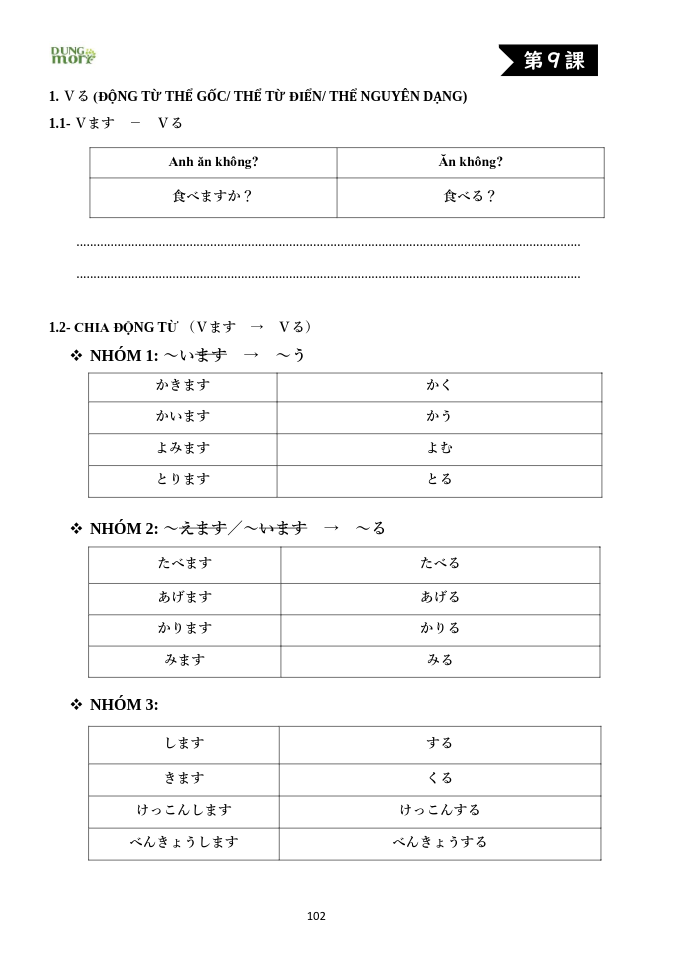 DUNG
mori
第9課
1. Ｖる (ĐỘNG TỪ THỂ GỐC/ THỂ TỪ ĐIỂN/ THỂ NGUYÊN DẠNG)
1.1- Ｖます　－　Ｖる
Anh ăn không? Ăn không?
食べますか？ 食べる？
1.2- CHIA ĐỘNG TỪ （Ｖます　→　Ｖる）
❖ NHÓM 1: ～います　→　～う
かきます かく
かいます かう
よみます よむ
とります とる
❖ NHÓM 2: ～えます／～います　→　～る
たべます たべる
あげます あげる
かります かりる
みます みる
❖ NHÓM 3:
します する
きます くる
けっこんします けっこんする
べんきょうします べんきょうする
102